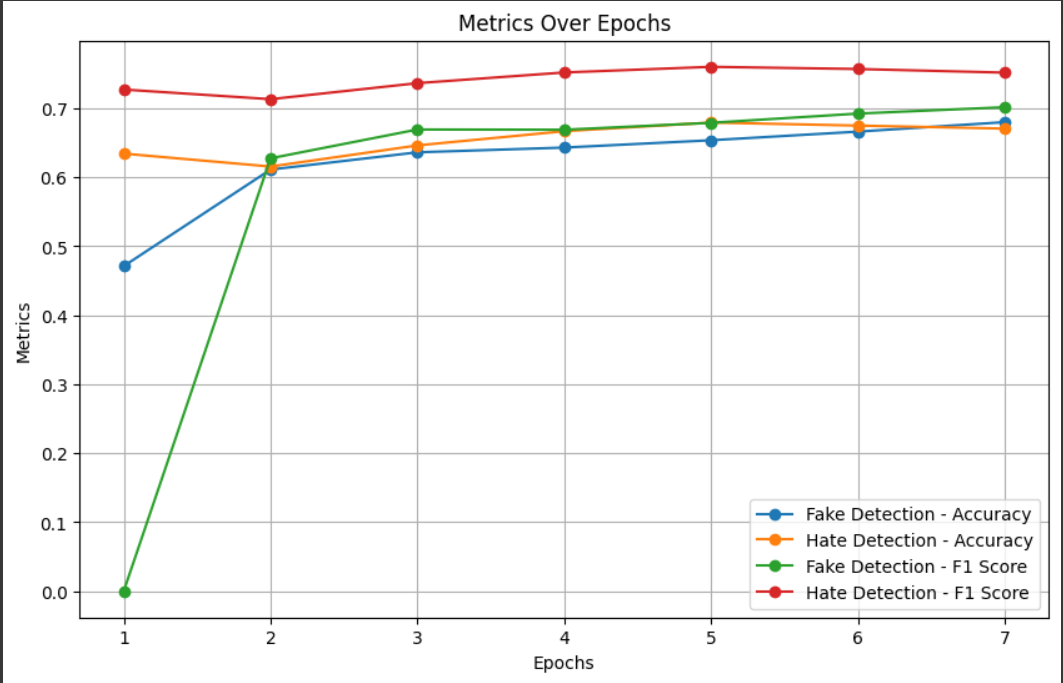 Metrics Over Epochs
Metrics
0.7
0.6
0.5
0.4
0.3
0.2
0.1
0.0
1 2 3 4 5 6 7
Epochs
Fake Detection - Accuracy
Hate Detection - Accuracy
Fake Detection - F1 Score
Hate Detection - F1 Score